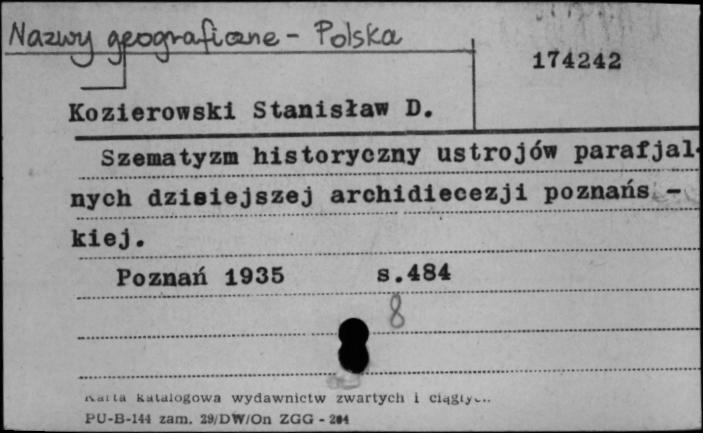 Nazwy geograficzne - Polska
174242
Kozierowski Stanisław D.
Szematyzm historyczny ustrojów parafjal-
nych dzisiejszej archidiecezji poznańs -
kiej.
Poznań 1935 s.484
8
Karta katalogowa wydawnictw zwartych i ciągłych
PU-B-144 zam. 29/DW/On ZGG - 284